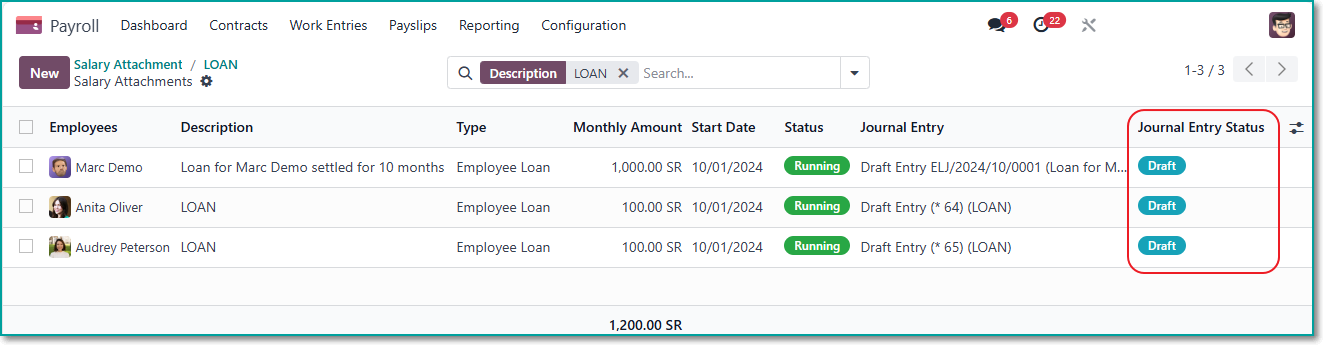 Payroll Dashboard Contracts Work Entries Payslips Reporting Configuration 6 22
New Salary Attachment / LOAN
Salary Attachments
Description LOAN Search... 1-3 / 3
Employees Description Type Monthly Amount Start Date Status Journal Entry Journal Entry Status
Marc Demo Loan for Marc Demo settled for 10 months Employee Loan 1,000.00 SR 10/01/2024 Running Draft Entry ELJ/2024/10/0001 (Loan for M... Draft
Anita Oliver LOAN Employee Loan 100.00 SR 10/01/2024 Running Draft Entry (* 64) (LOAN) Draft
Audrey Peterson LOAN Employee Loan 100.00 SR 10/01/2024 Running Draft Entry (* 65) (LOAN) Draft
1,200.00 SR